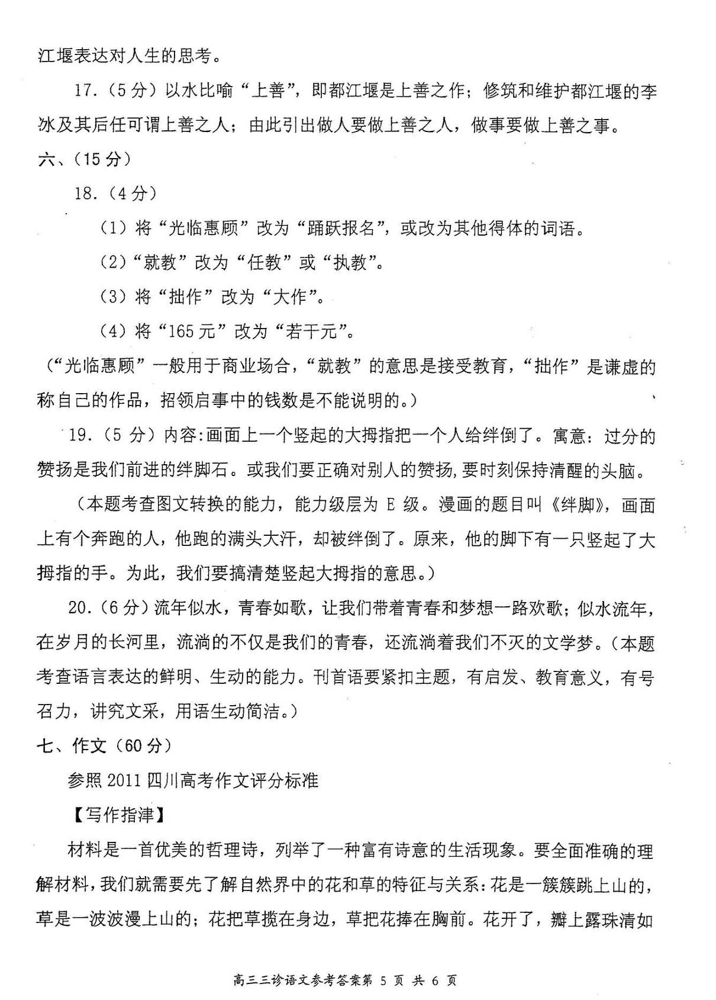 江堰表达对人生的思考。
17.（5分）以水比喻“上善”，即都江堰是上善之作；修筑和维护都江堰的李
冰及其后任可谓上善之人；由此引出做人要做上善之人，做事要做上善之事。
六、（15分）
18.（4分）
（1）将“光临惠顾”改为“踊跃报名”，或改为其他得体的词语。
（2）“就教”改为“任教”或“执教”。
（3）将“拙作”改为“大作”。
（4）将“165元”改为“若干元”。
（“光临惠顾”一般用于商业场合，“就教”的意思是接受教育，“拙作”是谦虚的
称自己的作品，招领启事中的钱数是不能说明的。）
19.（5 分）内容:画面上一个竖起的大拇指把一个人给绊倒了。寓意：过分的
赞扬是我们前进的绊脚石。或我们要正确对别人的赞扬,要时刻保持清醒的头脑。
（本题考查图文转换的能力，能力级层为 E 级。漫画的题目叫《绊脚》，画面
上有个奔跑的人，他跑的满头大汗，却被绊倒了。原来，他的脚下有一只竖起了大
拇指的手。为此，我们要搞清楚竖起大拇指的意思。）
20.（6分）流年似水，青春如歌，让我们带着青春和梦想一路欢歌；似水流年，
在岁月的长河里，流淌的不仅是我们的青春，还流淌着我们不灭的文学梦。（本题
考查语言表达的鲜明、生动的能力。刊首语要紧扣主题，有启发、教育意义，有号
召力，讲究文采，用语生动简洁。）
七、作文（60分）
参照2011四川高考作文评分标准
【写作指津】
材料是一首优美的哲理诗，列举了一种富有诗意的生活现象。要全面准确的理
解材料，我们就需要先了解自然界中的花和草的特征与关系：花是一簇簇跳上山的，
草是一波波漫上山的；花把草揽在身边，草把花捧在胸前。花开了，瓣上露珠清如
高三三诊语文参考答案第 5 页 共 6 页